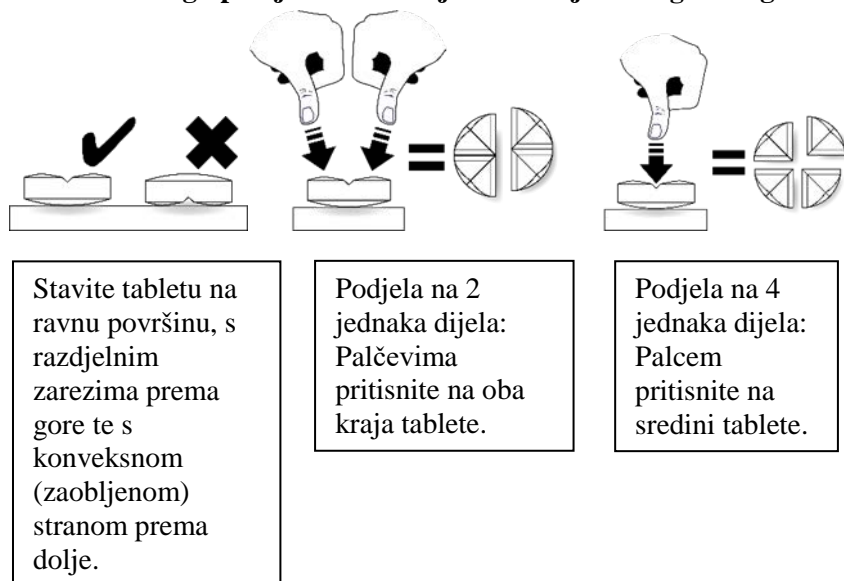 Stavite tabletu na
ravnu površinu, s
razdjelnim
zarezima prema
gore te s
konveksnom
(zaobljenom)
stranom prema
dolje.
Podjela na 2
jednaka dijela:
Palčevima
pritisnite na oba
kraja tablete.
Podjela na 4
jednaka dijela:
Palcem
pritisnite na
sredini tablete.